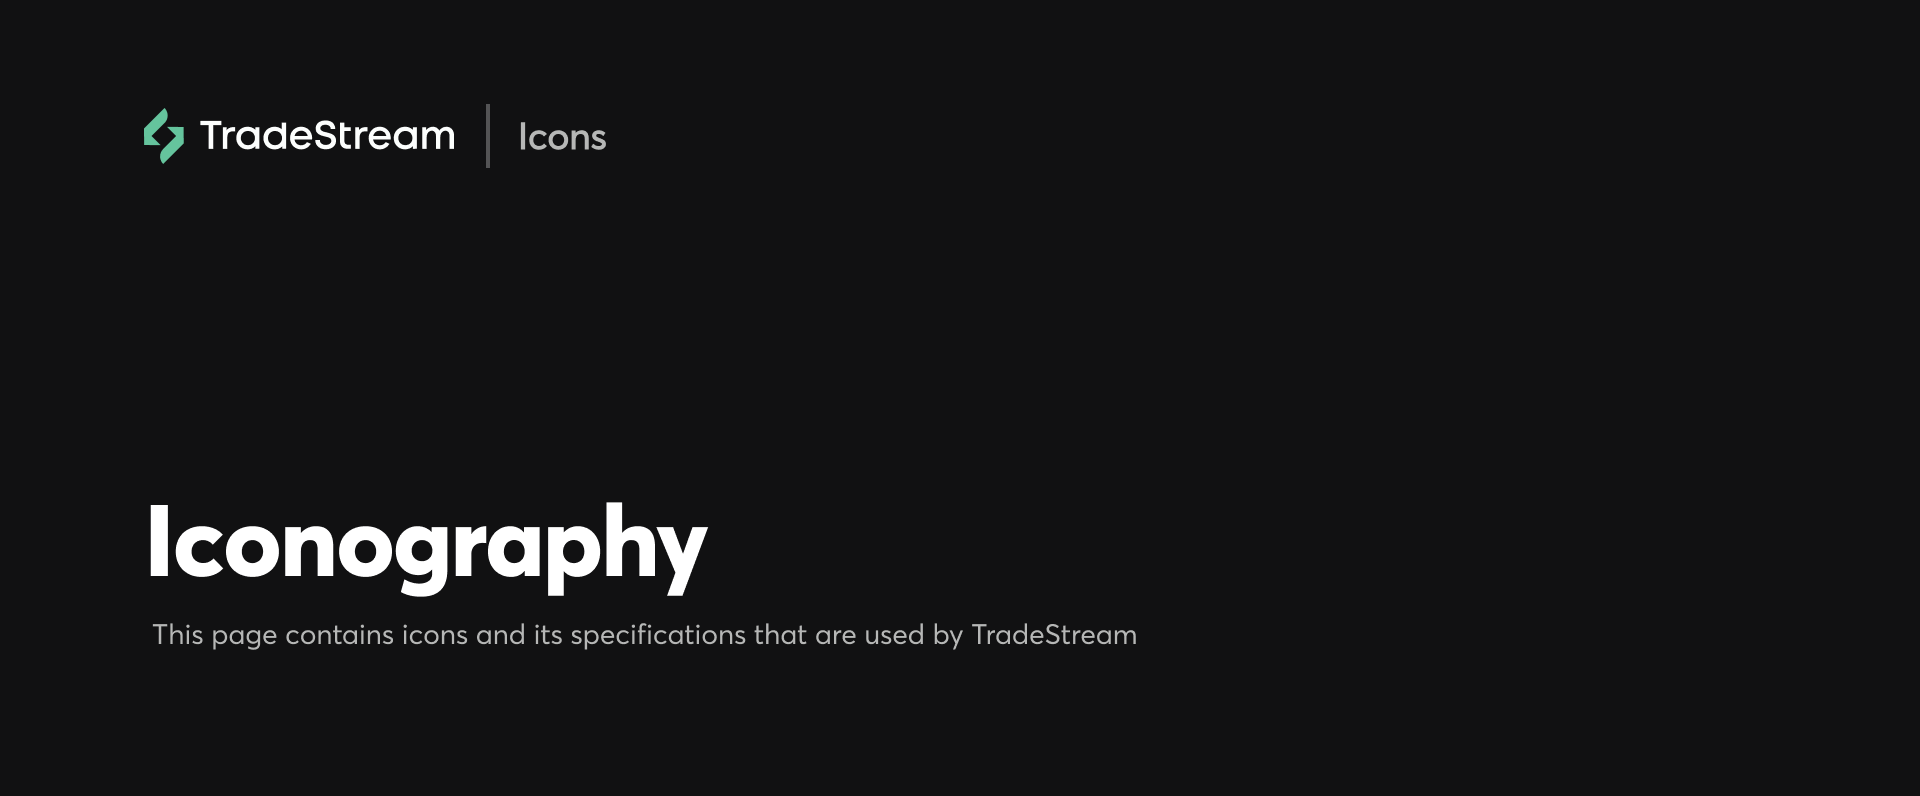 TradeStream | Icons
Iconography
This page contains icons and its specifications that are used by TradeStream